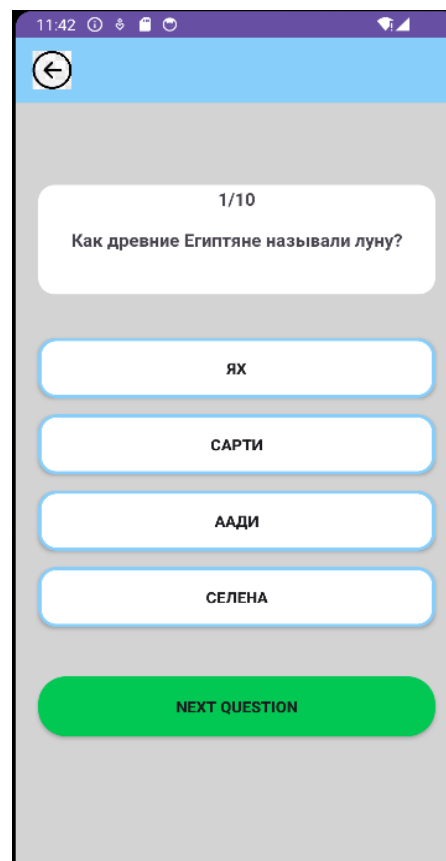 11:42
1/10
Как древние Египтяне называли луну?
ЯХ
САРТИ
ААДИ
СЕЛЕНА
NEXT QUESTION